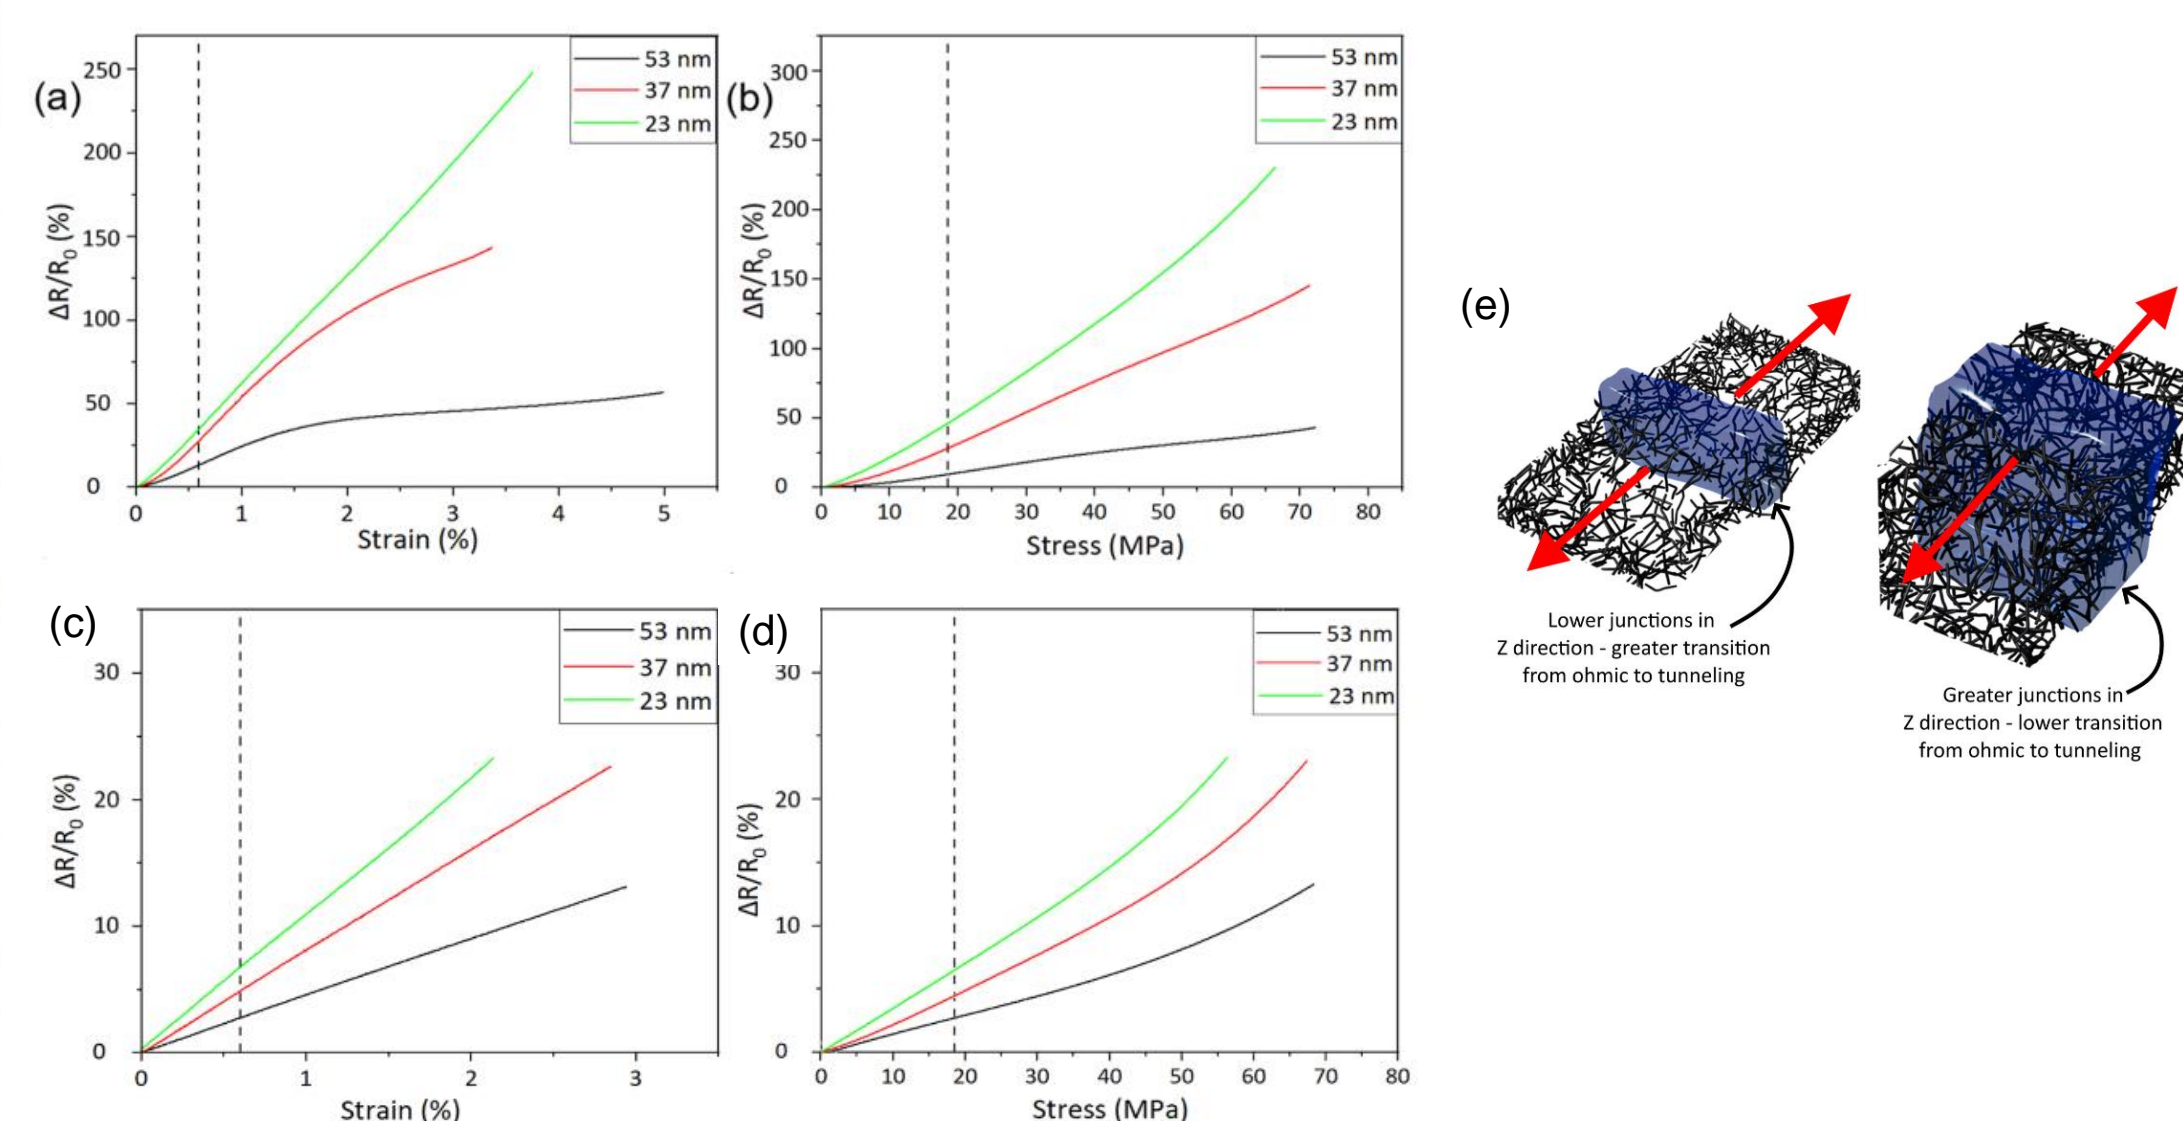 (a)
250
200
150
100
50
0
ΔR/R₀ (%)
53 nm
37 nm
23 nm
0 1 2 3 4 5
Strain (%)
(b)
300
250
200
150
100
50
0
ΔR/R₀ (%)
53 nm
37 nm
23 nm
0 10 20 30 40 50 60 70 80
Stress (MPa)
(c)
30
20
10
0
ΔR/R₀ (%)
53 nm
37 nm
23 nm
0 1 2 3
Strain (%)
(d)
30
20
10
0
ΔR/R₀ (%)
53 nm
37 nm
23 nm
0 10 20 30 40 50 60 70 80
Stress (MPa)
(e)
Lower junctions in
Z direction - greater transition
from ohmic to tunneling
Greater junctions in
Z direction - lower transition
from ohmic to tunneling